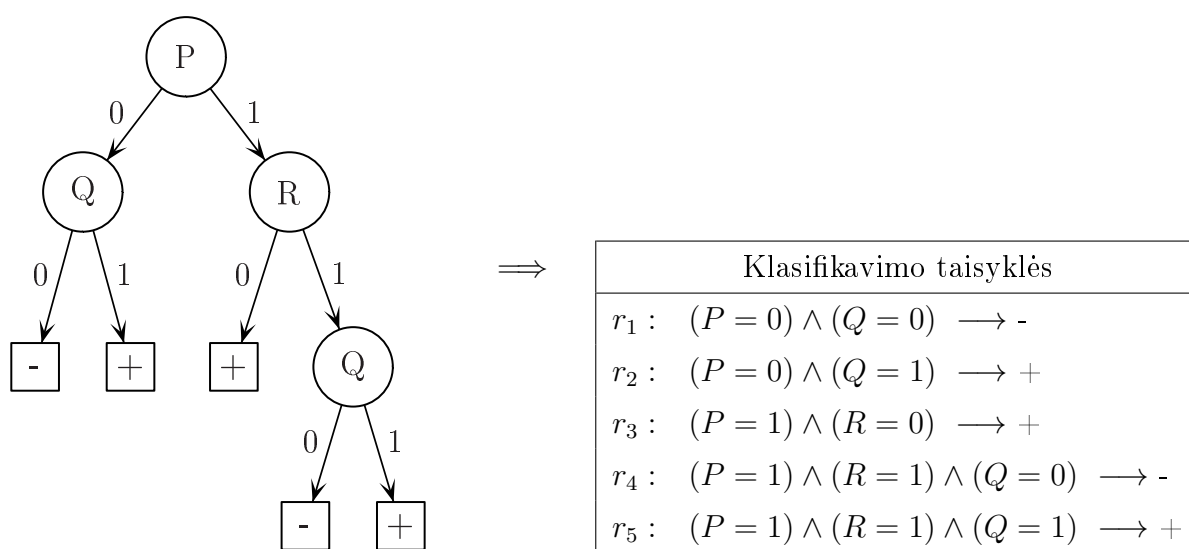 P
0 1
Q R
0 1 0 1
- + + Q
0 1
- +
⟹
Klasifikavimo taisyklės
r₁ : (P = 0) ∧ (Q = 0) ⟶ -
r₂ : (P = 0) ∧ (Q = 1) ⟶ +
r₃ : (P = 1) ∧ (R = 0) ⟶ +
r₄ : (P = 1) ∧ (R = 1) ∧ (Q = 0) ⟶ -
r₅ : (P = 1) ∧ (R = 1) ∧ (Q = 1) ⟶ +